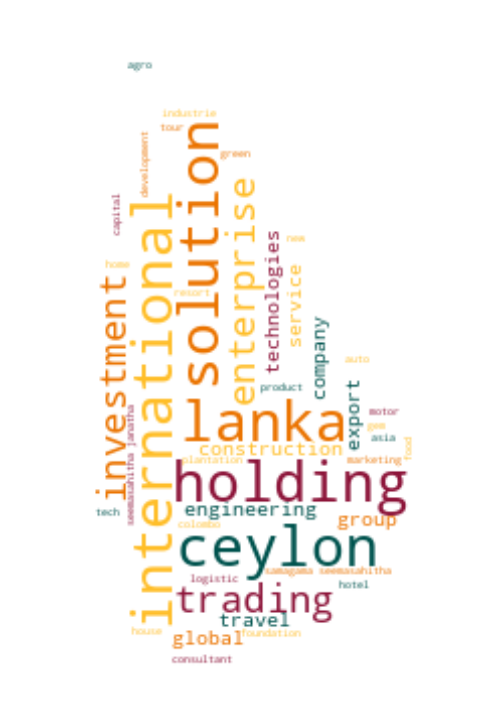 agro
industrie
tour
solution
green
development
international
capital
enterprise
technologies
new
home
service
resort
investment
company
auto
product
export
lanka
motor
gem
asia
food
seemasahitha janatha
construction
plantation
marketing
holding
tech
engineering
group
colombo
ceylon
samagama seemasahitha
logistic
hotel
trading
travel
house
global
foundation
consultant